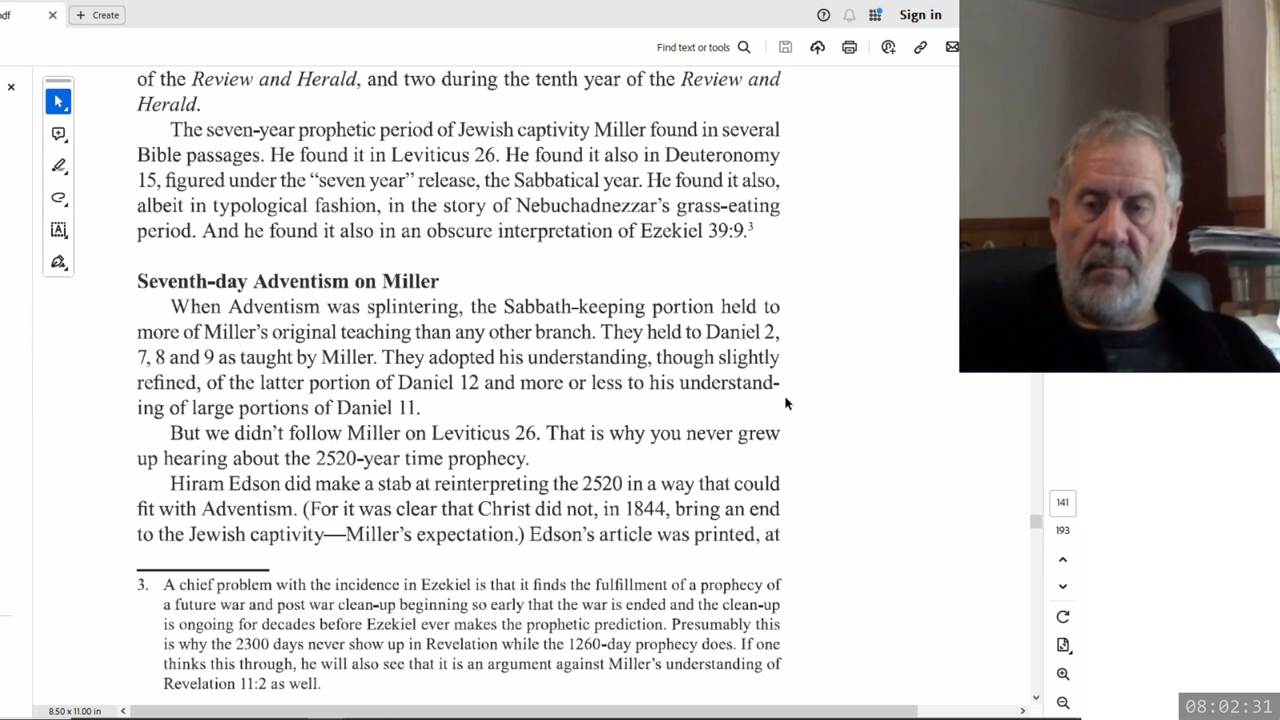 odf
Create
Sign in
Find text or tools
of the Review and Herald, and two during the tenth year of the Review and
Herald.
The seven-year prophetic period of Jewish captivity Miller found in several
Bible passages. He found it in Leviticus 26. He found it also in Deuteronomy
15, figured under the “seven year” release, the Sabbatical year. He found it also,
albeit in typological fashion, in the story of Nebuchadnezzar’s grass-eating
period. And he found it also in an obscure interpretation of Ezekiel 39:9.³
Seventh-day Adventism on Miller
When Adventism was splintering, the Sabbath-keeping portion held to
more of Miller’s original teaching than any other branch. They held to Daniel 2,
7, 8 and 9 as taught by Miller. They adopted his understanding, though slightly
refined, of the latter portion of Daniel 12 and more or less to his understand-
ing of large portions of Daniel 11.
But we didn’t follow Miller on Leviticus 26. That is why you never grew
up hearing about the 2520-year time prophecy.
Hiram Edson did make a stab at reinterpreting the 2520 in a way that could
fit with Adventism. (For it was clear that Christ did not, in 1844, bring an end
to the Jewish captivity—Miller’s expectation.) Edson’s article was printed, at
3. A chief problem with the incidence in Ezekiel is that it finds the fulfillment of a prophecy of
a future war and post war clean-up beginning so early that the war is ended and the clean-up
is ongoing for decades before Ezekiel ever makes the prophetic prediction. Presumably this
is why the 2300 days never show up in Revelation while the 1260-day prophecy does. If one
thinks this through, he will also see that it is an argument against Miller’s understanding of
Revelation 11:2 as well.
141
193
8.50 x 11.00 in
08:02:31